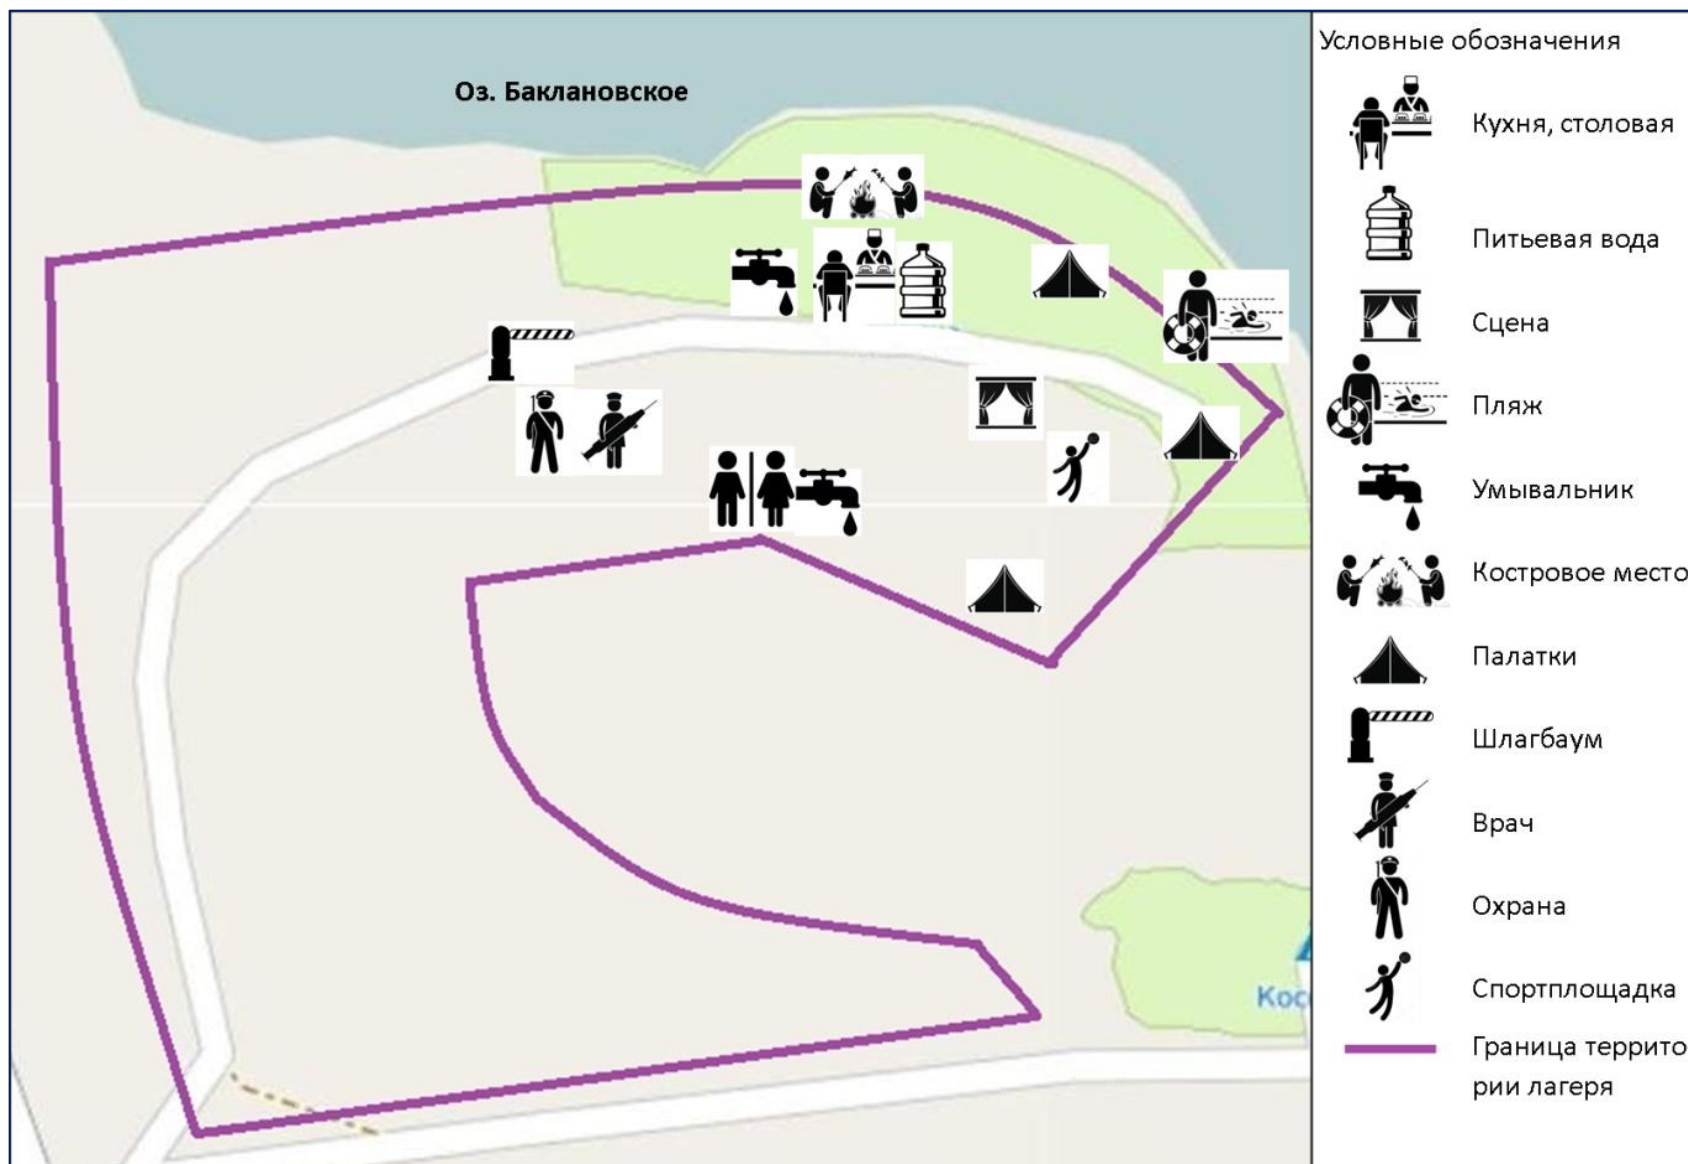 Оз. Баклановское
Условные обозначения
Кухня, столовая
Питьевая вода
Сцена
Пляж
Умывальник
Костровое место
Палатки
Шлагбаум
Врач
Охрана
Спортплощадка
Граница террито
рии лагеря